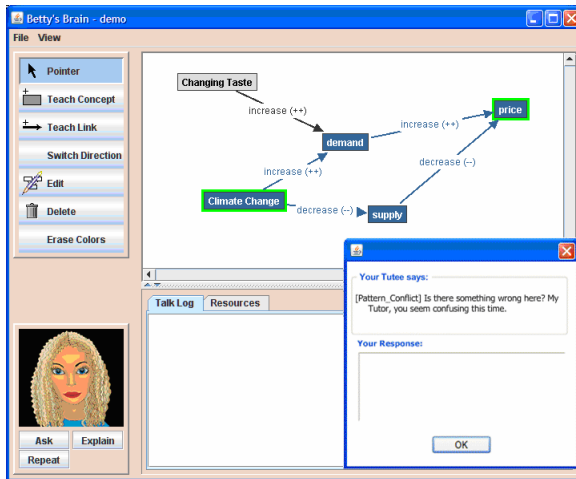 Betty's Brain - demo
File View
Pointer
Teach Concept
Teach Link
Switch Direction
Edit
Delete
Erase Colors
Changing Taste
increase (++)
demand
increase (++)
price
increase (++)
decrease (--)
Climate Change
decrease (--)
supply
Talk Log Resources
Your Tutee says:
[Pattern_Conflict] Is there something wrong here? My
Tutor, you seem confusing this time.
Your Response:
OK
Ask Explain
Repeat